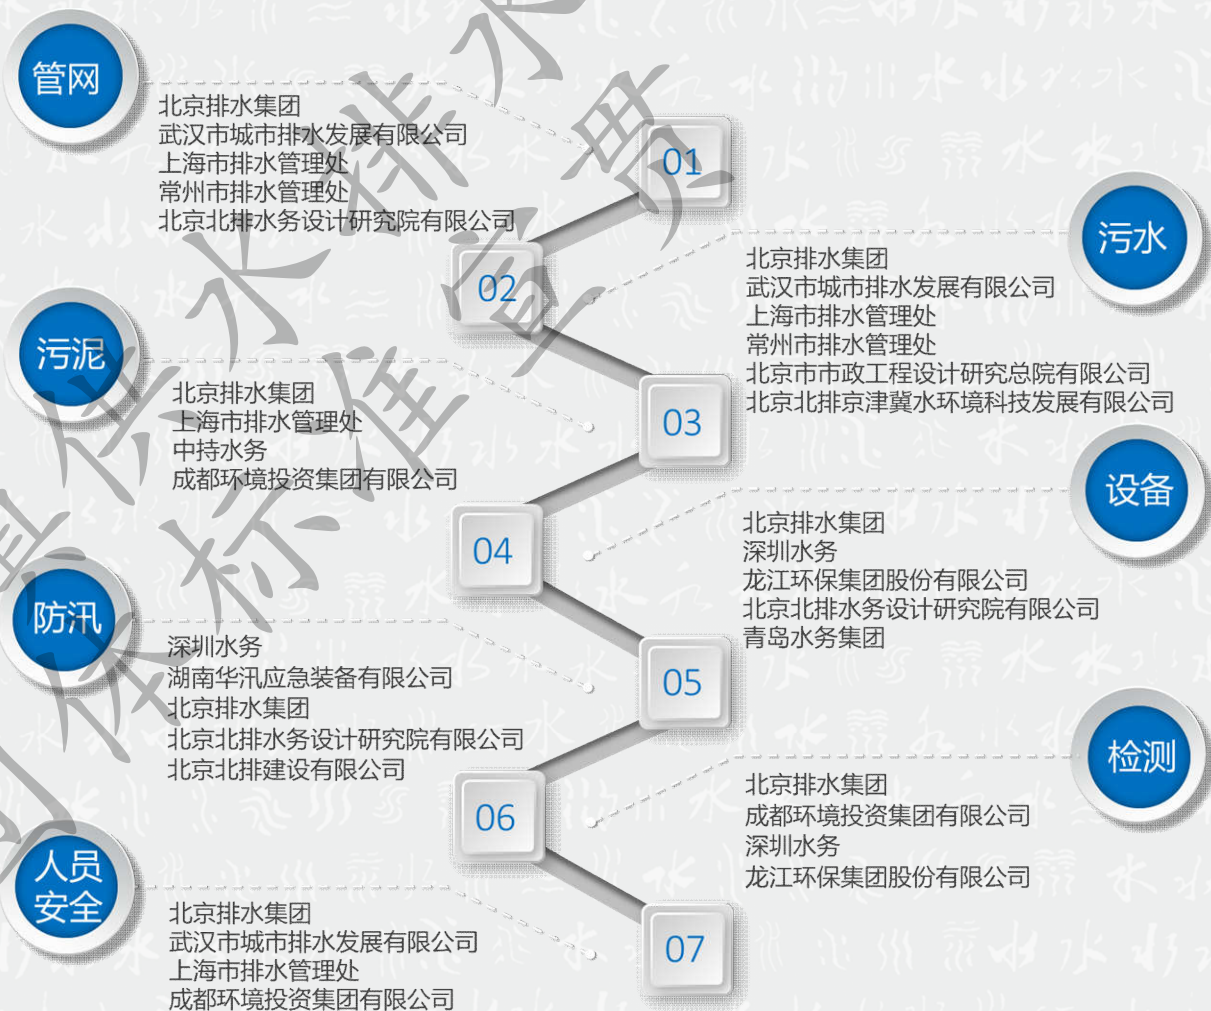 管网
北京排水集团
武汉市城市排水发展有限公司
上海市排水管理处
常州市排水管理处
北京北排水务设计研究院有限公司
01
污水
北京排水集团
武汉市城市排水发展有限公司
上海市排水管理处
常州市排水管理处
北京市市政工程设计研究总院有限公司
北京北排京津冀水环境科技发展有限公司
02
污泥
北京排水集团
上海市排水管理处
中持水务
成都环境投资集团有限公司
03
设备
北京排水集团
深圳水务
龙江环保集团股份有限公司
北京北排水务设计研究院有限公司
青岛水务集团
04
防汛
深圳水务
湖南华汛应急装备有限公司
北京排水集团
北京北排水务设计研究院有限公司
北京北排建设有限公司
05
检测
北京排水集团
成都环境投资集团有限公司
深圳水务
龙江环保集团股份有限公司
06
人员
安全
北京排水集团
武汉市城市排水发展有限公司
上海市排水管理处
成都环境投资集团有限公司
07
供水排水
团体标准宣贯